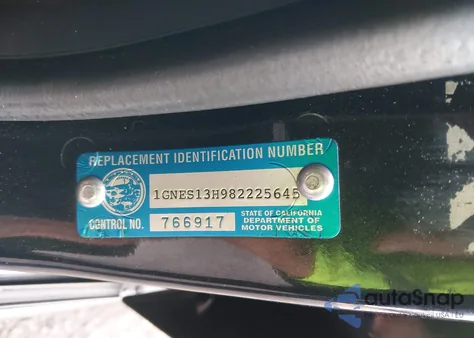 REPLACEMENT IDENTIFICATION NUMBER
1GNES13H982225645
CONTROL NO. 766917
STATE OF CALIFORNIA
DEPARTMENT OF
MOTOR VEHICLES
autoSnap